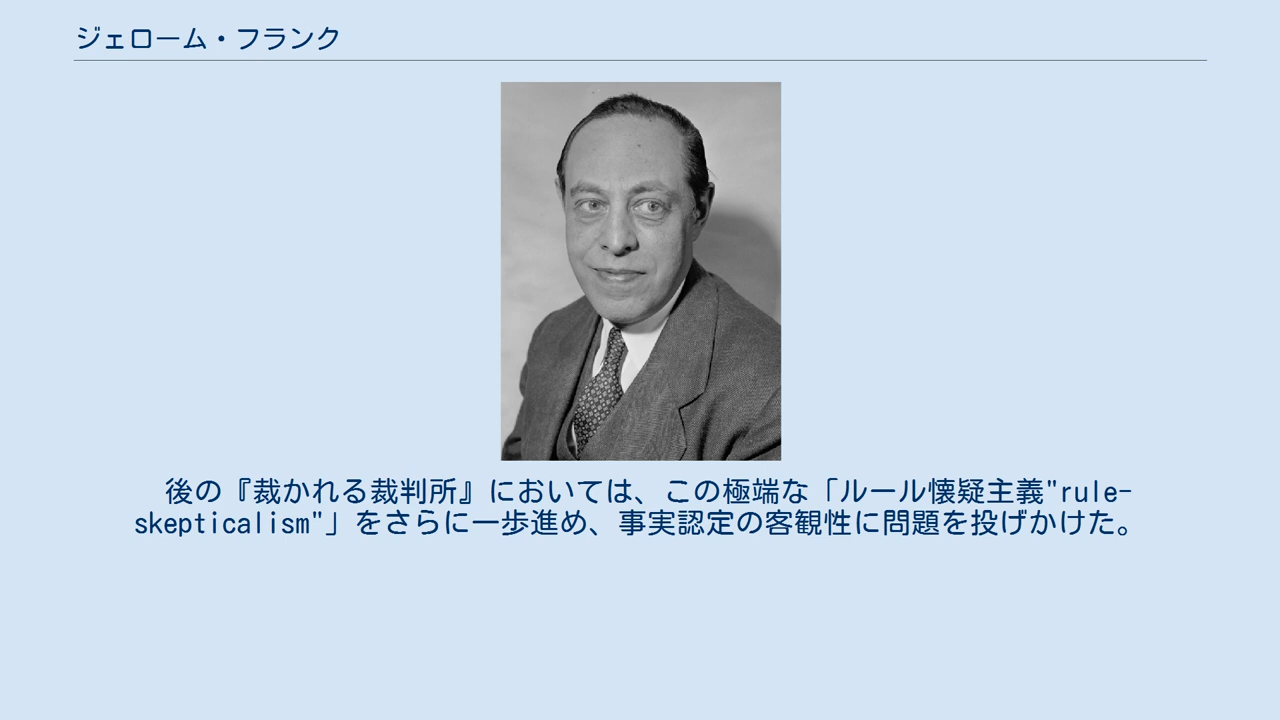 ジェローム・フランク
後の『裁かれる裁判所』においては、この極端な「ルール懐疑主義"rule-
skepticalism"」をさらに一歩進め、事実認定の客観性に問題を投げかけた。